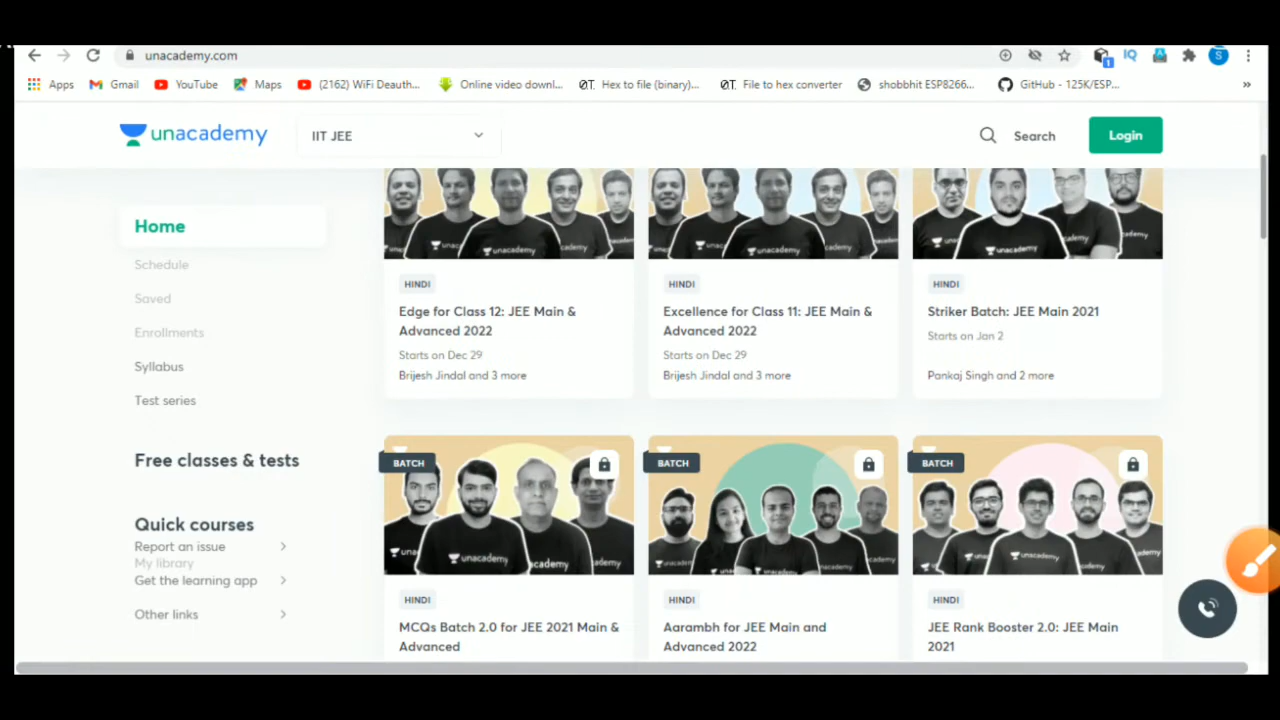 unacademy.com
1
S
Apps
Gmail
YouTube
Maps
(2162) WiFi Deauth...
Online video downl...
Hex to file (binary)...
File to hex converter
shobbhit ESP8266...
GitHub - 125K/ESP...
»
unacademy
IIT JEE
Search
Login
Home
Schedule
Saved
Enrollments
Syllabus
Test series
Free classes & tests
Quick courses
Report an issue
My library
Get the learning app
Other links
unacademy
unacademy
unacademy
HINDI
Edge for Class 12: JEE Main &
Advanced 2022
Starts on Dec 29
Brijesh Jindal and 3 more
HINDI
Excellence for Class 11: JEE Main &
Advanced 2022
Starts on Dec 29
Brijesh Jindal and 3 more
HINDI
Striker Batch: JEE Main 2021
Starts on Jan 2
Pankaj Singh and 2 more
BATCH
unacademy
HINDI
MCQs Batch 2.0 for JEE 2021 Main &
Advanced
BATCH
unacademy
HINDI
Aarambh for JEE Main and
Advanced 2022
BATCH
unacademy
HINDI
JEE Rank Booster 2.0: JEE Main
2021